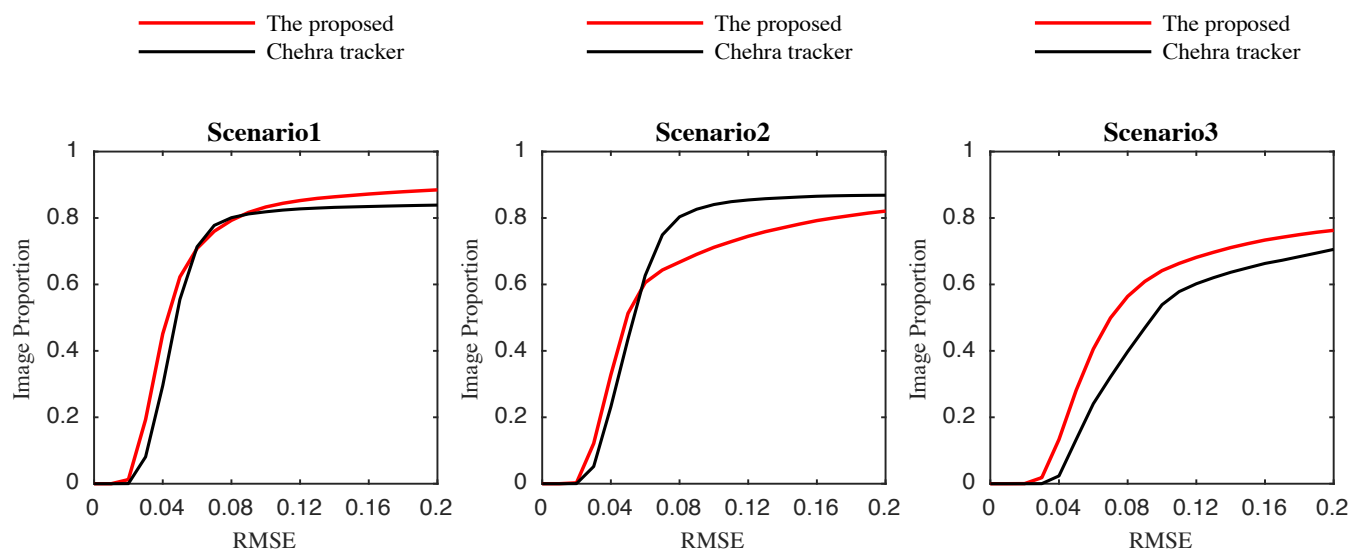 The proposed
Chehra tracker
The proposed
Chehra tracker
The proposed
Chehra tracker
Scenario1
1
0.8
0.6
0.4
0.2
0
0 0.04 0.08 0.12 0.16 0.2
Image Proportion
RMSE
Scenario2
1
0.8
0.6
0.4
0.2
0
0 0.04 0.08 0.12 0.16 0.2
Image Proportion
RMSE
Scenario3
1
0.8
0.6
0.4
0.2
0
0 0.04 0.08 0.12 0.16 0.2
Image Proportion
RMSE